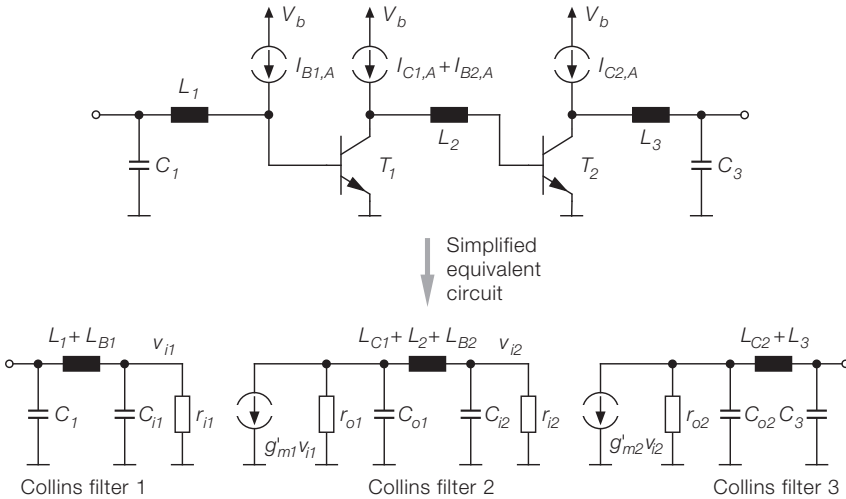 V_b V_b V_b
I_{B1,A} I_{C1,A} + I_{B2,A} I_{C2,A}
L_1 L_2 L_3
C_1 T_1 T_2 C_3
Simplified
equivalent
circuit
L_1 + L_{B1} v_{i1} L_{C1} + L_2 + L_{B2} v_{i2} L_{C2} + L_3
C_1 C_{i1} r_{i1} g'_{m1}v_{i1} r_{o1} C_{o1} C_{i2} r_{i2} g'_{m2}v_{i2} r_{o2} C_{o2} C_3
Collins filter 1 Collins filter 2 Collins filter 3